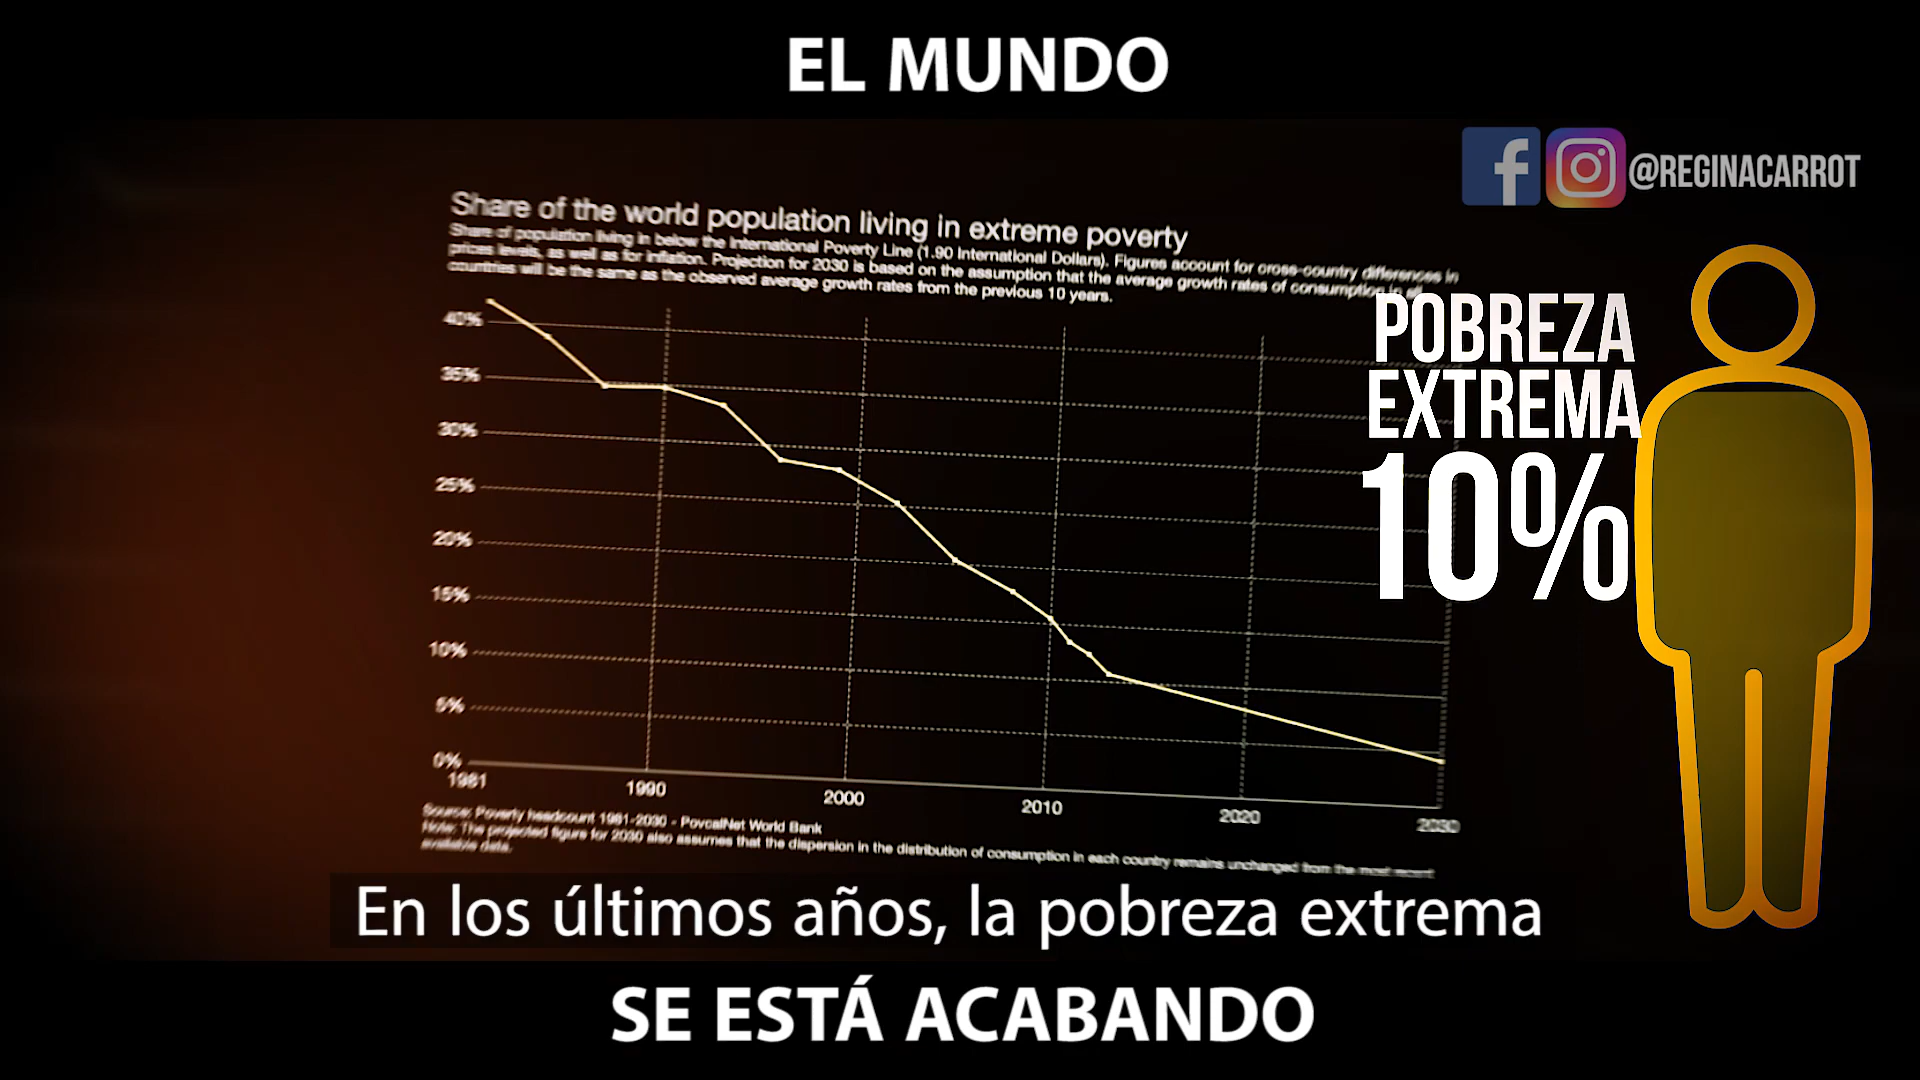 EL MUNDO
@REGINACARROT
Share of the world population living in extreme poverty
Share of population living in below the International Poverty Line (1.90 International Dollars). Figures account for cross-country differences in
prices levels, as well as for inflation. Projection for 2030 is based on the assumption that the average growth rates of consumption in all
countries will be the same as the observed average growth rates from the previous 10 years.
POBREZA
EXTREMA
10%
40%
35%
30%
25%
20%
15%
10%
5%
0%
1981
1990
2000
2010
2020
2030
Source: Poverty headcount 1981-2030 - PovcalNet World Bank
Note: The projected figure for 2030 also assumes that the dispersion in the distribution of consumption in each country remains unchanged from the most recent
available data.
En los últimos años, la pobreza extrema
SE ESTÁ ACABANDO